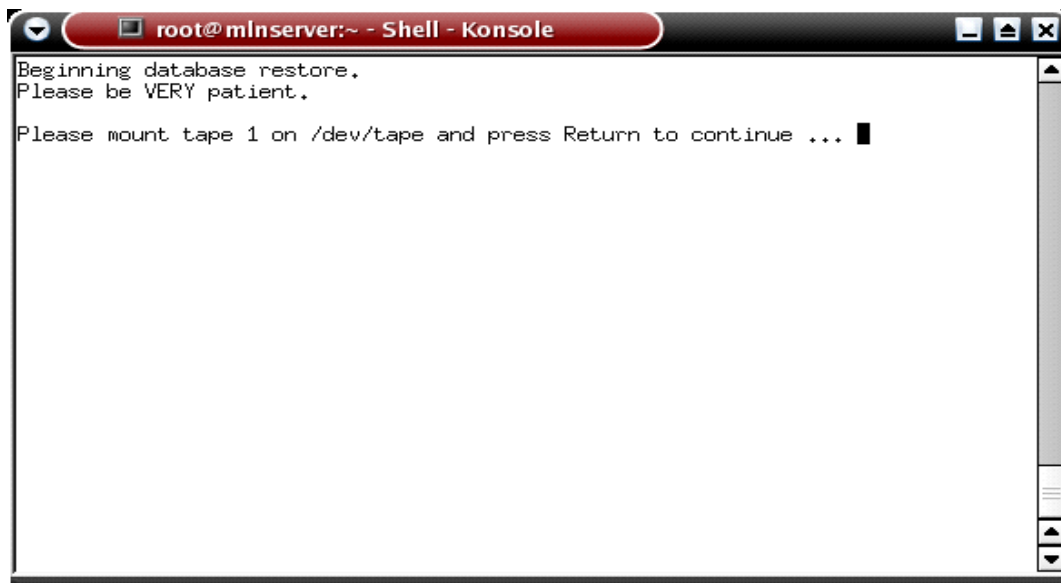 root@mlnserver:~ - Shell - Konsole
Beginning database restore.
Please be VERY patient.
Please mount tape 1 on /dev/tape and press Return to continue ...